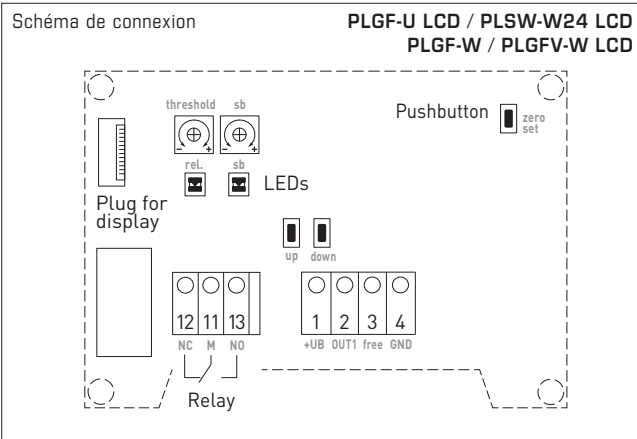 Schéma de connexion
PLGF-U LCD / PLSW-W24 LCD
PLGF-W / PLGFV-W LCD
threshold sb
Pushbutton
zero
set
- + - +
rel. sb
LEDs
Plug for
display
up down
12 11 13
1 2 3 4
NC M NO
+UB OUT1 free GND
Relay